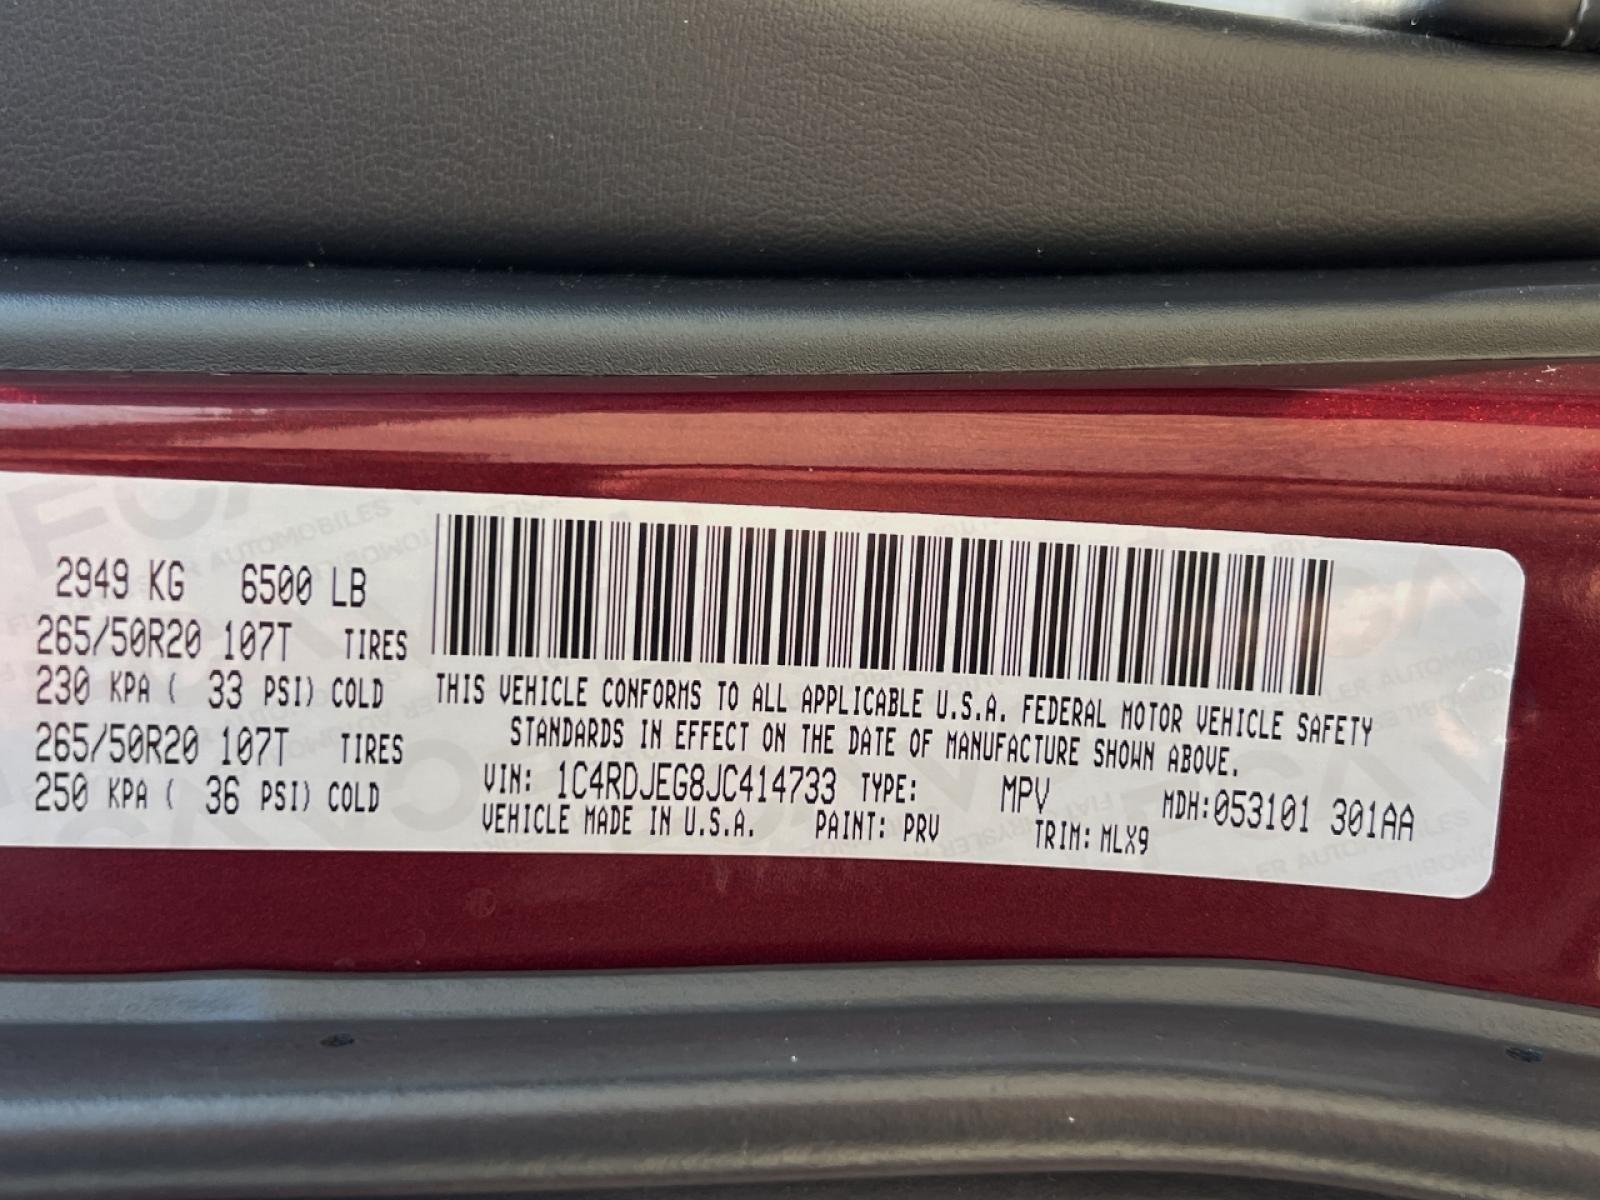 2949 KG 6500 LB
265/50R20 107T TIRES
230 KPA ( 33 PSI) COLD
265/50R20 107T TIRES
250 KPA ( 36 PSI) COLD
THIS VEHICLE CONFORMS TO ALL APPLICABLE U.S.A. FEDERAL MOTOR VEHICLE SAFETY
STANDARDS IN EFFECT ON THE DATE OF MANUFACTURE SHOWN ABOVE.
VIN: 1C4RDJEG8JC414733 TYPE: MPV MDH:053101 301AA
VEHICLE MADE IN U.S.A. PAINT: PRV TRIM: MLX9